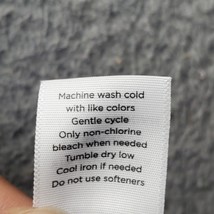 Machine wash cold
with like colors
Gentle cycle
Only non-chlorine
bleach when needed
Tumble dry low
Cool iron if needed
Do not use softeners